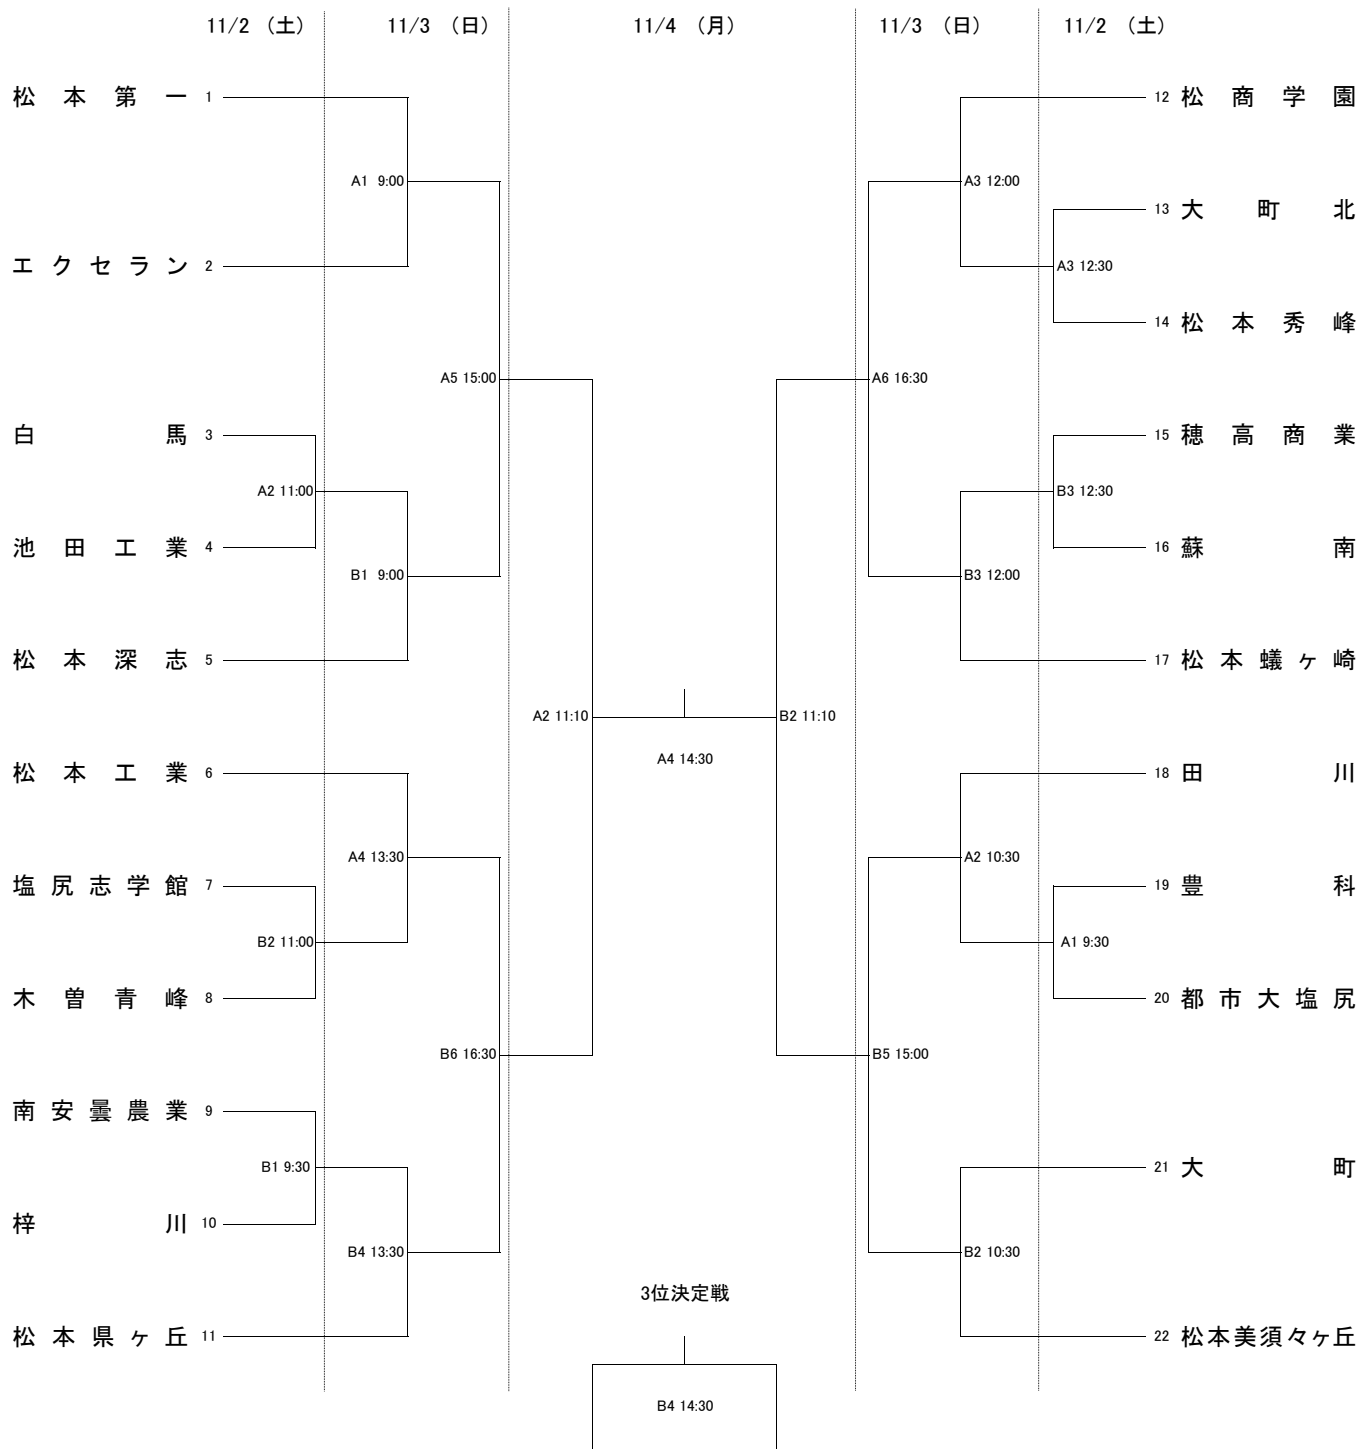 11/2 （土） 11/3 （日） 11/4 （月） 11/3 （日） 11/2 （土）
松本第一 1 12 松商学園
A1 9:00 A3 12:00
13 大町北
エクセラン 2 A3 12:30
14 松本秀峰
A5 15:00 A6 16:30
白馬 3 15 穂高商業
A2 11:00 B3 12:30
池田工業 4 16 蘇南
B1 9:00 B3 12:00
松本深志 5 17 松本蟻ヶ崎
A2 11:10 B2 11:10
A4 14:30
松本工業 6 18 田川
A4 13:30 A2 10:30
塩尻志学館 7 19 豊科
B2 11:00 A1 9:30
木曽青峰 8 20 都市大塩尻
B6 16:30 B5 15:00
南安曇農業 9
B1 9:30 21 大町
梓川 10
B4 13:30 B2 10:30
3位決定戦
松本県ヶ丘 11 22 松本美須々ヶ丘
B4 14:30